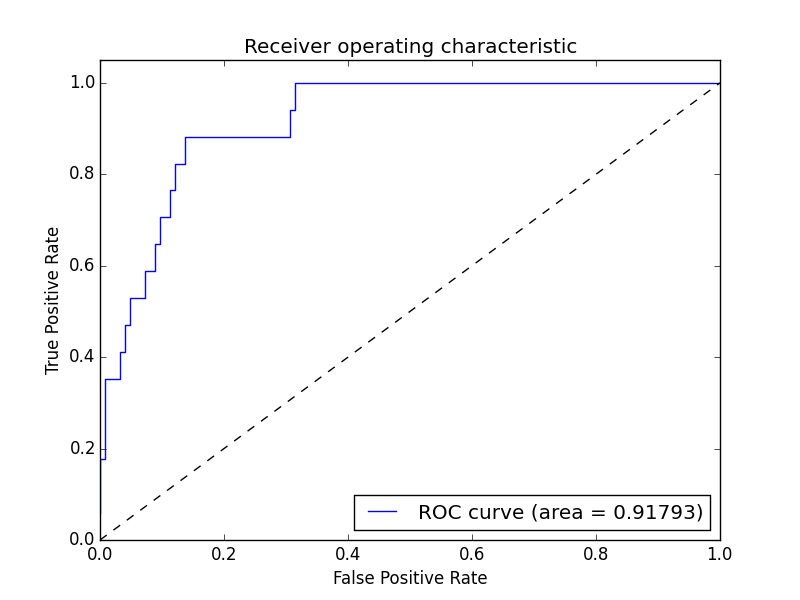 Receiver operating characteristic
True Positive Rate
1.0
0.8
0.6
0.4
0.2
0.0
ROC curve (area = 0.91793)
0.0 0.2 0.4 0.6 0.8 1.0
False Positive Rate